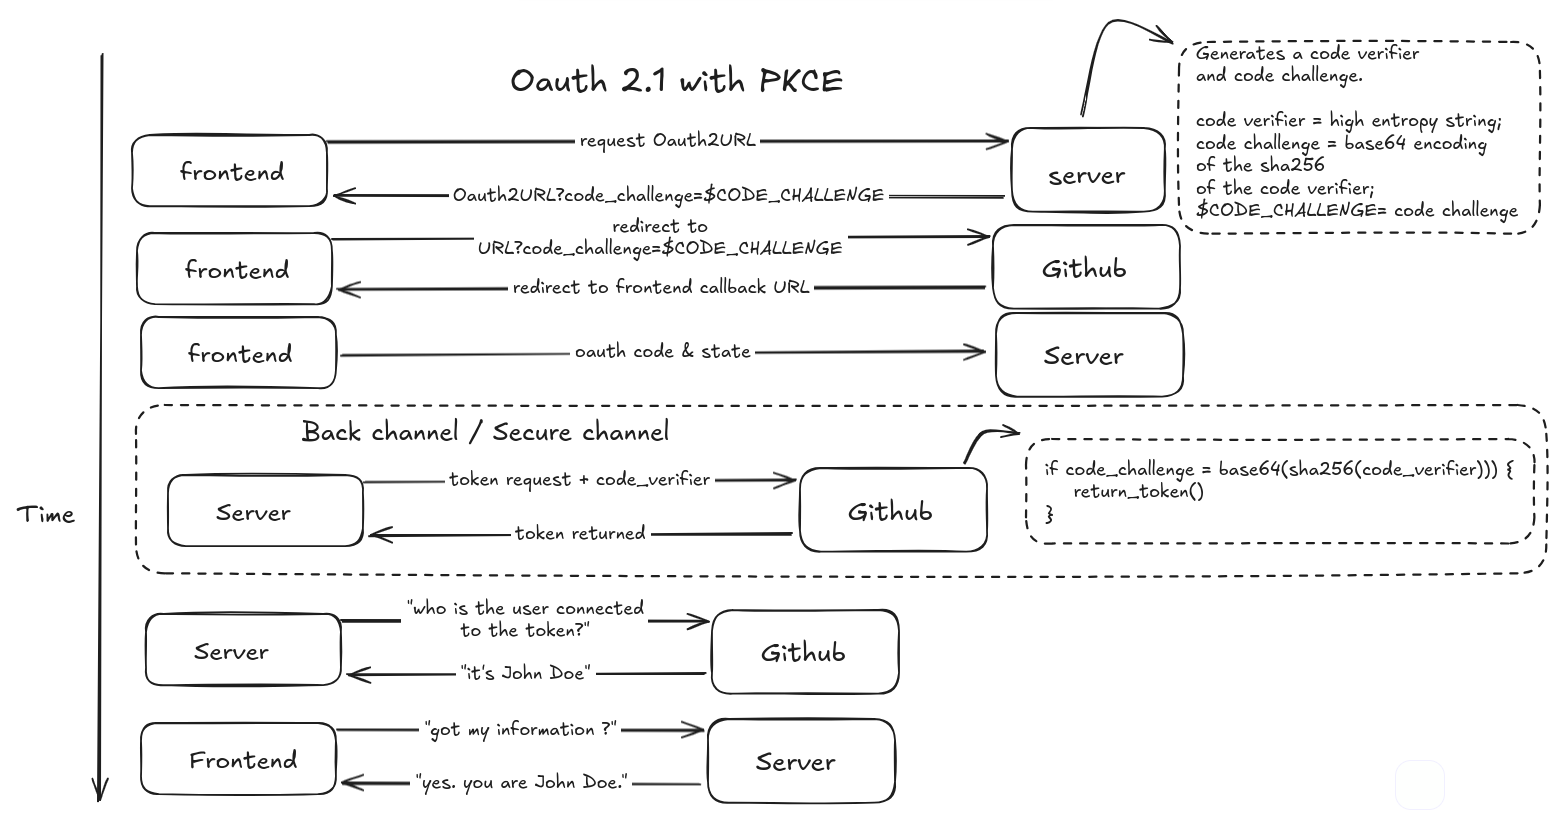 Oauth 2.1 with PKCE
Generates a code verifier
and code challenge.
code verifier = high entropy string;
code challenge = base64 encoding
of the sha256
of the code verifier;
$CODE_CHALLENGE= code challenge
frontend
request Oauth2URL
server
Oauth2URL?code_challenge=$CODE_CHALLENGE
frontend
redirect to
URL?code_challenge=$CODE_CHALLENGE
Github
redirect to frontend callback URL
frontend
oauth code & state
Server
Back channel / Secure channel
Time
Server
token request + code_verifier
Github
token returned
if code_challenge = base64(sha256(code_verifier))) {
return_token()
}
Server
"who is the user connected
to the token?"
Github
"it's John Doe"
Frontend
"got my information ?"
Server
"yes. you are John Doe."